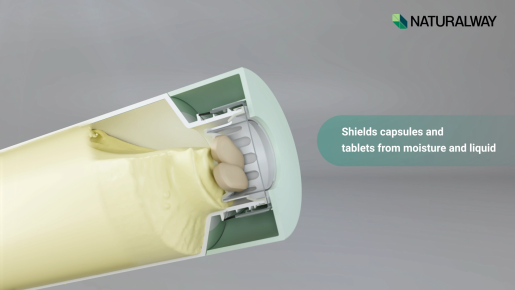 NATURALWAY
Shields capsules and
tablets from moisture and liquid